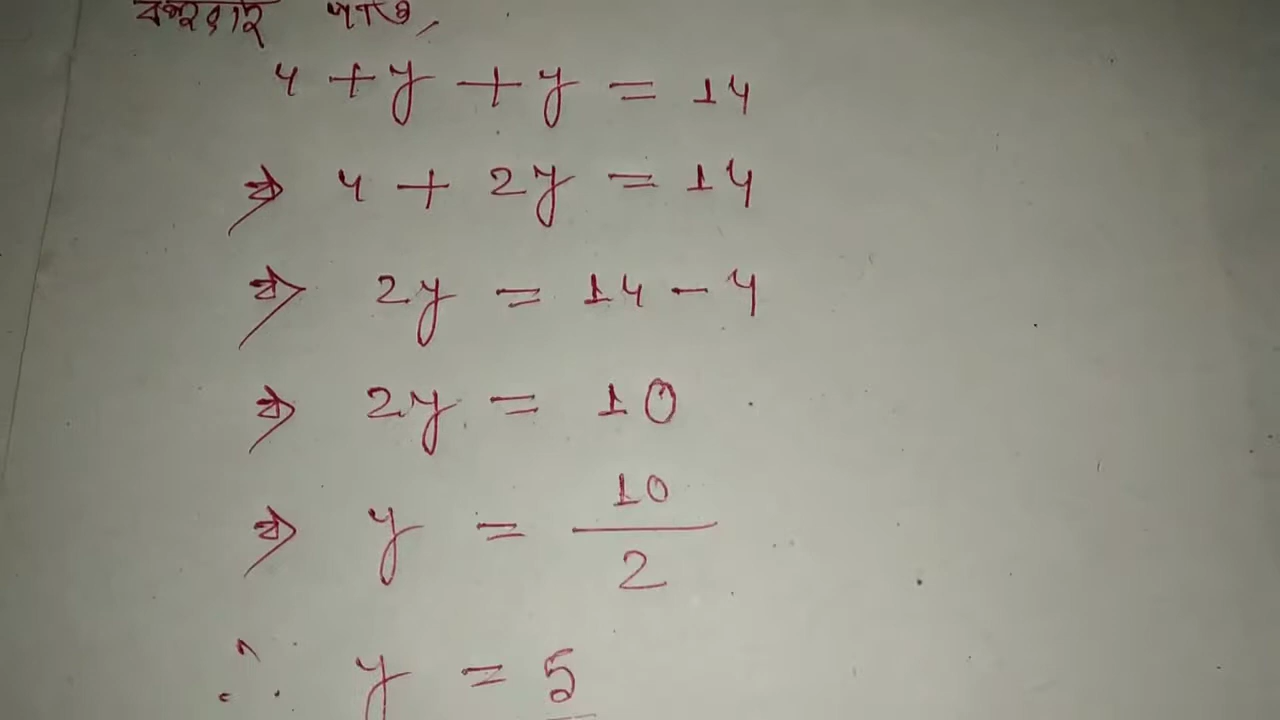 4 + y + y = 14
⇒ 4 + 2y = 14
⇒ 2y = 14 - 4
⇒ 2y = 10
⇒ y = 10/2
∴ y = 5